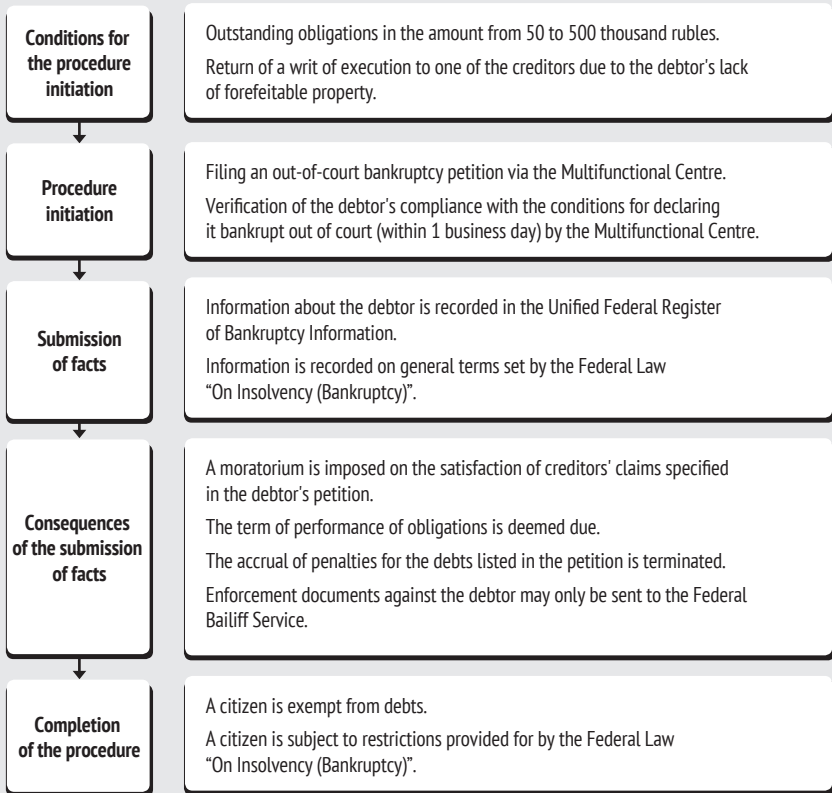 Conditions for
the procedure
initiation
Outstanding obligations in the amount from 50 to 500 thousand rubles.
Return of a writ of execution to one of the creditors due to the debtor's lack
of forefeitable property.
Procedure
initiation
Filing an out-of-court bankruptcy petition via the Multifunctional Centre.
Verification of the debtor's compliance with the conditions for declaring
it bankrupt out of court (within 1 business day) by the Multifunctional Centre.
Submission
of facts
Information about the debtor is recorded in the Unified Federal Register
of Bankruptcy Information.
Information is recorded on general terms set by the Federal Law
“On Insolvency (Bankruptcy)”.
Consequences
of the submission
of facts
A moratorium is imposed on the satisfaction of creditors' claims specified
in the debtor's petition.
The term of performance of obligations is deemed due.
The accrual of penalties for the debts listed in the petition is terminated.
Enforcement documents against the debtor may only be sent to the Federal
Bailiff Service.
Completion
of the procedure
A citizen is exempt from debts.
A citizen is subject to restrictions provided for by the Federal Law
“On Insolvency (Bankruptcy)”.